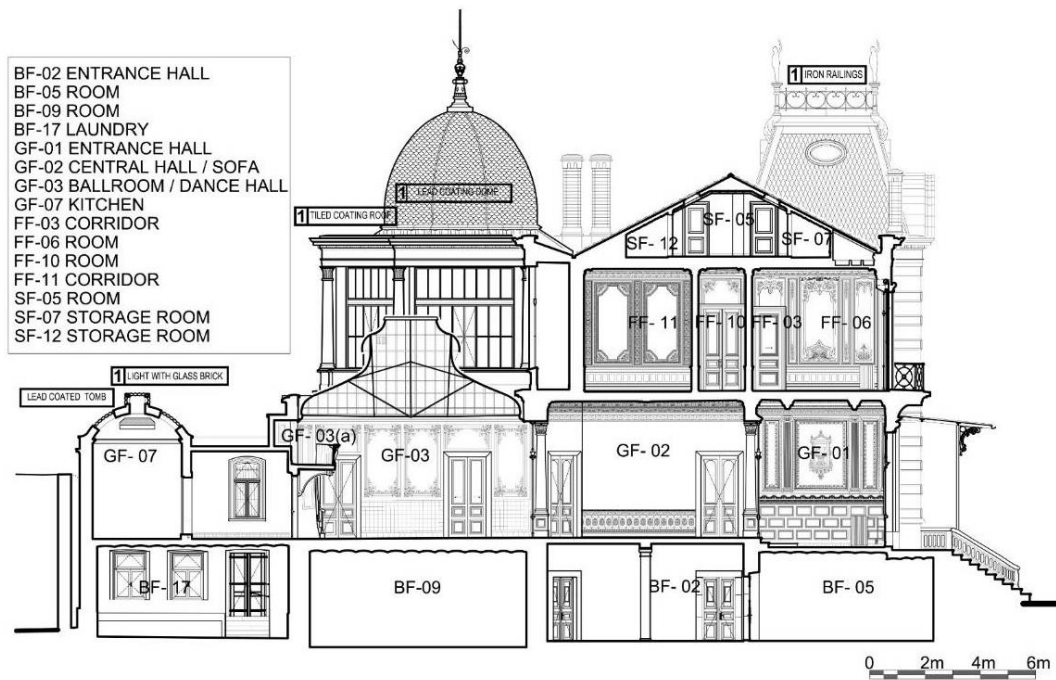 BF-02 ENTRANCE HALL
BF-05 ROOM
BF-09 ROOM
BF-17 LAUNDRY
GF-01 ENTRANCE HALL
GF-02 CENTRAL HALL / SOFA
GF-03 BALLROOM / DANCE HALL
GF-07 KITCHEN
FF-03 CORRIDOR
FF-06 ROOM
FF-10 ROOM
FF-11 CORRIDOR
SF-05 ROOM
SF-07 STORAGE ROOM
SF-12 STORAGE ROOM
1 IRON RAILINGS
1 LEAD COATING DOME
1 TILED COATING ROOF
SF- 12
SF- 05
SF- 07
FF- 11
FF- 10
FF- 03
FF- 06
1 LIGHT WITH GLASS BRICK
LEAD COATED TOMB
GF- 07
GF- 03(a)
GF-03
GF- 02
GF- 01
BF- 17
BF-09
BF- 02
BF- 05
0 2m 4m 6m